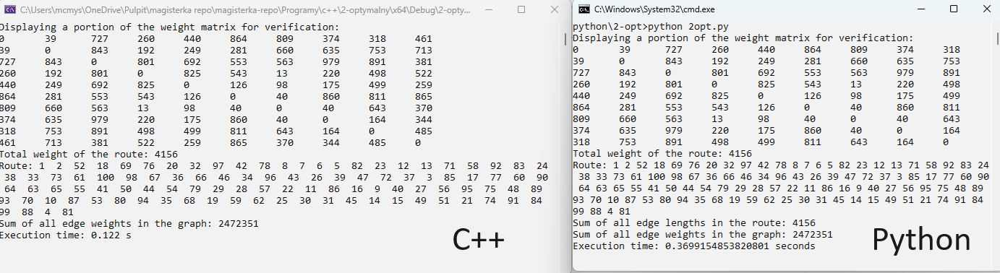 C:\Users\mcmys\OneDrive\Pulpit\magisterka repo\magisterka-repo\Programy\c++\2-optymalny\x64\Debug\2-opty...
Displaying a portion of the weight matrix for verification:
0 39 727 260 440 864 809 374 318 461
39 0 843 192 249 281 660 635 753 713
727 843 0 801 692 553 563 979 891 381
260 192 801 0 825 543 13 220 498 522
440 249 692 825 0 126 98 175 499 259
864 281 553 543 126 0 40 860 811 865
809 660 563 13 98 40 0 40 643 370
374 635 979 220 175 860 40 0 164 344
318 753 891 498 499 811 643 164 0 485
461 713 381 522 259 865 370 344 485 0
Total weight of the route: 4156
Route: 1 2 52 18 69 76 20 32 97 42 78 8 7 6 5 82 23 12 13 71 58 92 83 24
38 33 73 61 100 98 67 36 66 46 34 96 43 26 39 47 72 37 3 85 17 77 60 90
64 63 65 55 41 50 44 54 79 29 28 57 22 11 86 16 9 40 27 56 95 75 48 89
93 70 10 87 53 80 94 35 68 19 59 62 25 30 31 45 14 15 49 51 21 74 91 84
99 88 4 81
Sum of all edge weights in the graph: 2472351
Execution time: 0.122 s
C++
C:\Windows\System32\cmd.exe
python\2-opt>python 2opt.py
Displaying a portion of the weight matrix for verification:
0 39 727 260 440 864 809 374 318
39 0 843 192 249 281 660 635 753
727 843 0 801 692 553 563 979 891
260 192 801 0 825 543 13 220 498
440 249 692 825 0 126 98 175 499
864 281 553 543 126 0 40 860 811
809 660 563 13 98 40 0 40 643
374 635 979 220 175 860 40 0 164
318 753 891 498 499 811 643 164 0
Total weight of the route: 4156
Route: 1 2 52 18 69 76 20 32 97 42 78 8 7 6 5 82 23 12 13 71 58 92 83 24
38 33 73 61 100 98 67 36 66 46 34 96 43 26 39 47 72 37 3 85 17 77 60 90
64 63 65 55 41 50 44 54 79 29 28 57 22 11 86 16 9 40 27 56 95 75 48 89
93 70 10 87 53 80 94 35 68 19 59 62 25 30 31 45 14 15 49 51 21 74 91 84
99 88 4 81
Sum of all edge lengths in the route: 4156
Sum of all edge weights in the graph: 2472351
Execution time: 0.3699154853820801 seconds
Python